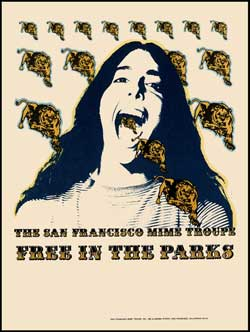 THE SAN FRANCISCO MIME TROUPE
FREE IN THE PARKS